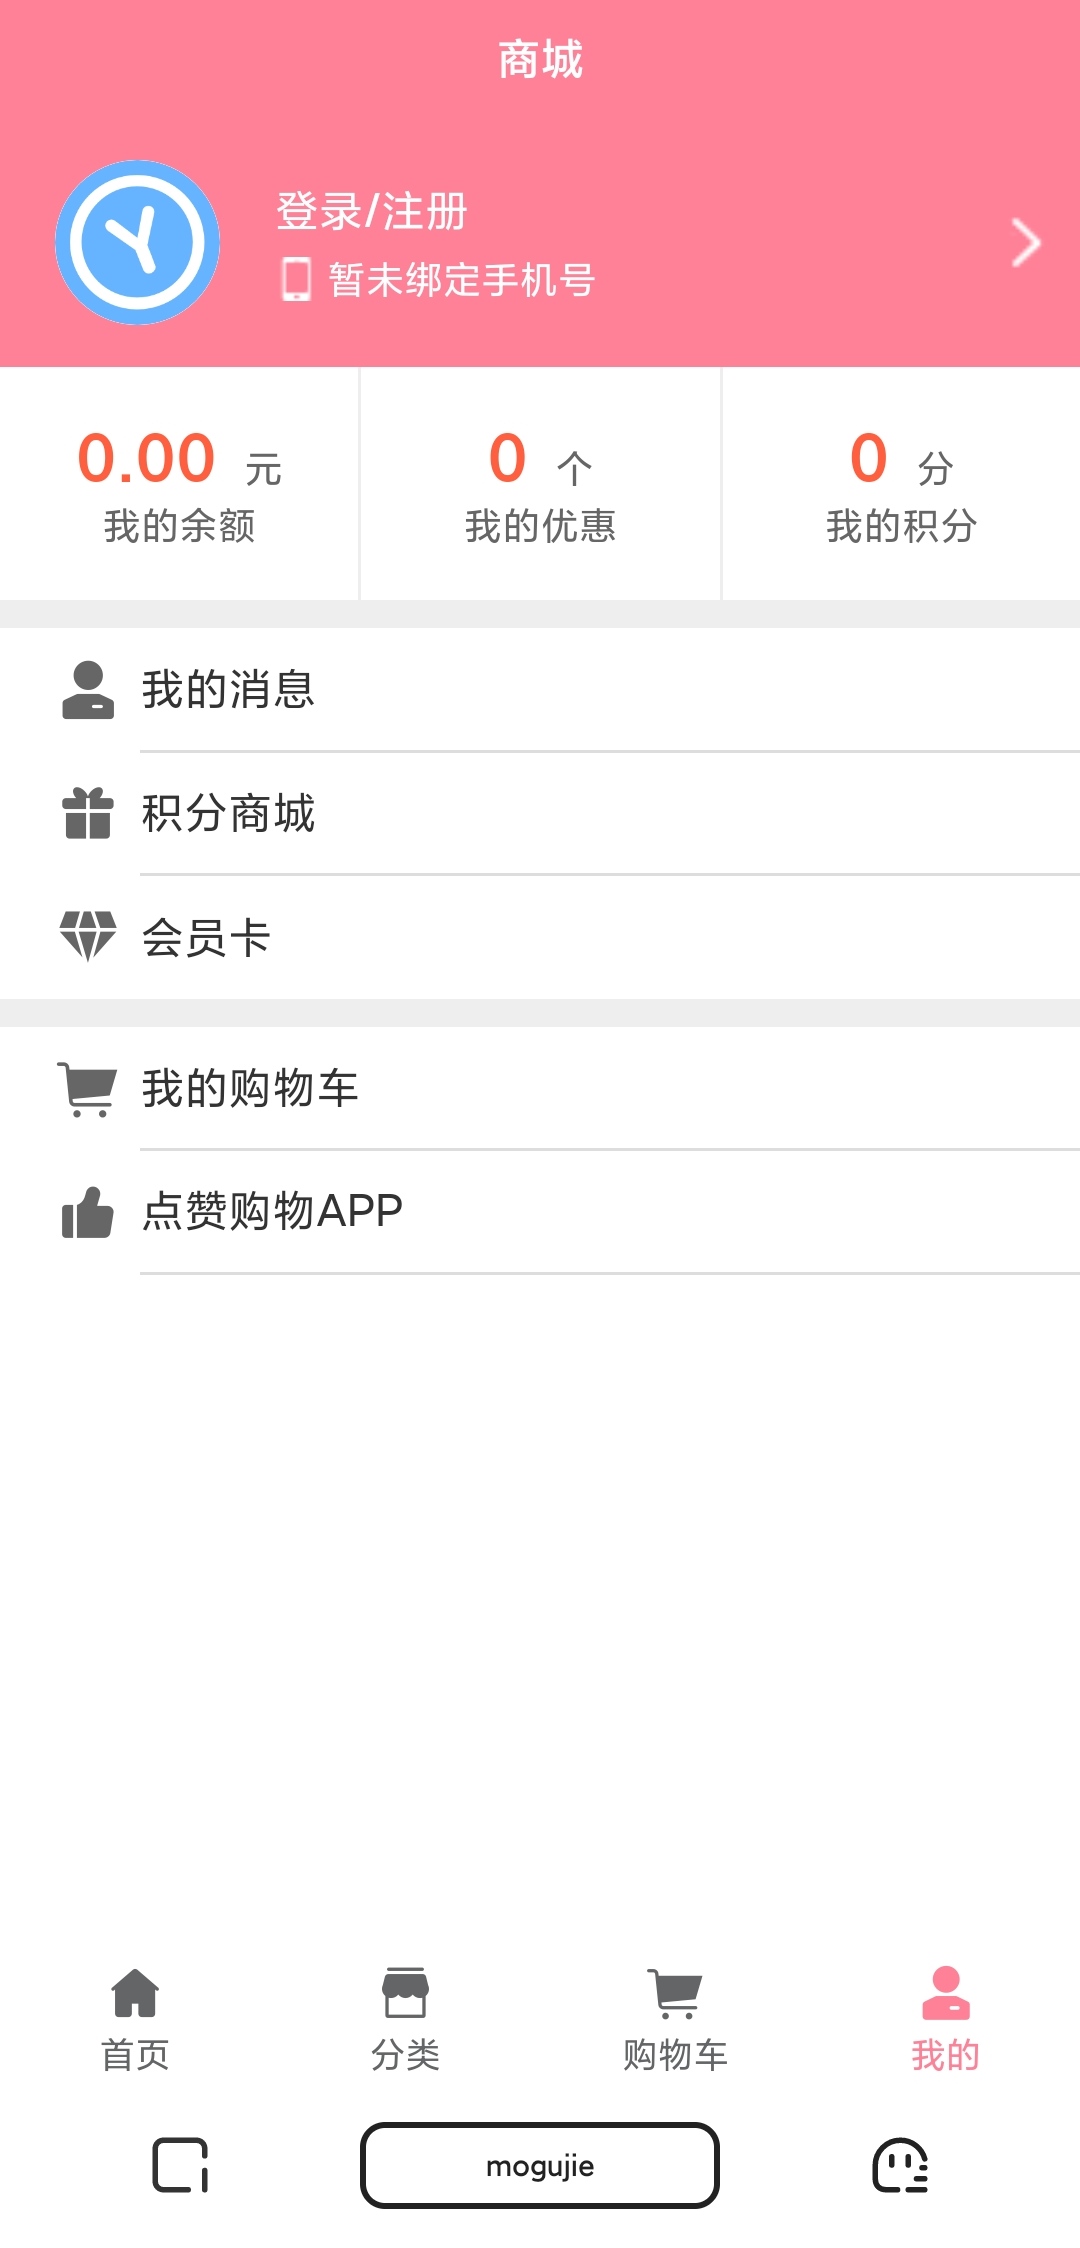 商城
登录/注册
暂未绑定手机号
0.00 元
我的余额
0 个
我的优惠
0 分
我的积分
我的消息
积分商城
会员卡
我的购物车
点赞购物APP
首页
分类
购物车
我的
mogujie